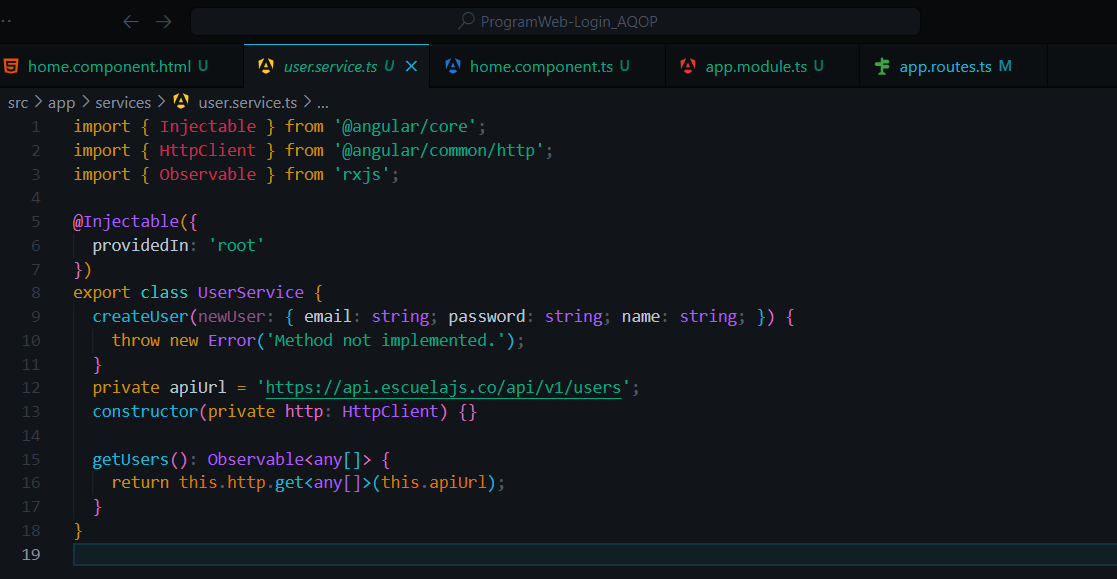 ProgramWeb-Login_AQOP
home.component.html U
user.service.ts U
home.component.ts U
app.module.ts U
app.routes.ts M
src > app > services > user.service.ts > ...
1 import { Injectable } from '@angular/core';
2 import { HttpClient } from '@angular/common/http';
3 import { Observable } from 'rxjs';
4
5 @Injectable({
6   providedIn: 'root'
7 })
8 export class UserService {
9   createUser(newUser: { email: string; password: string; name: string; }) {
10     throw new Error('Method not implemented.');
11   }
12   private apiUrl = 'https://api.escuelajs.co/api/v1/users';
13   constructor(private http: HttpClient) {}
14
15   getUsers(): Observable<any[]> {
16     return this.http.get<any[]>(this.apiUrl);
17   }
18 }
19